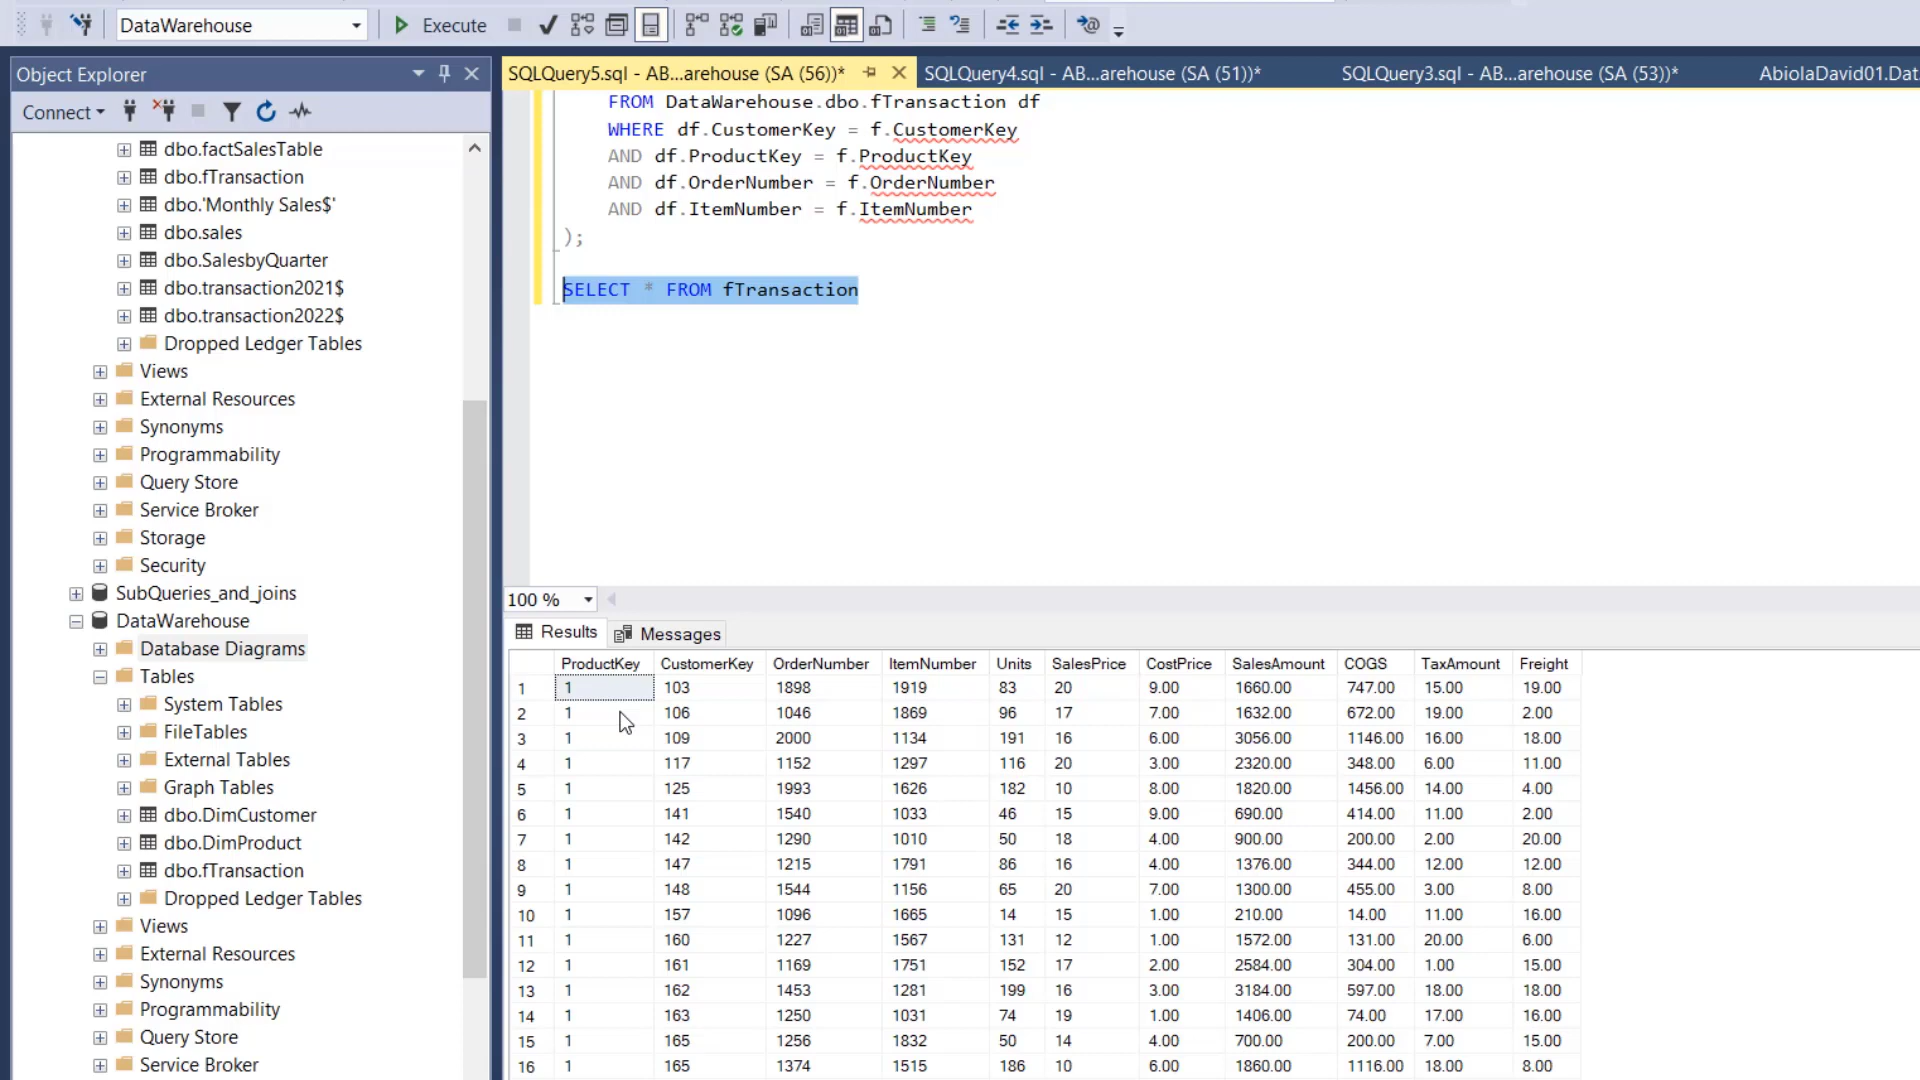 DataWarehouse
Execute
Object Explorer
SQLQuery5.sql - AB...arehouse (SA (56))*
SQLQuery4.sql - AB...arehouse (SA (51))*
SQLQuery3.sql - AB...arehouse (SA (53))*
AbiolaDavid01.Dat
Connect
dbo.factSalesTable
dbo.fTransaction
dbo.'Monthly Sales$'
dbo.sales
dbo.SalesbyQuarter
dbo.transaction2021$
dbo.transaction2022$
Dropped Ledger Tables
Views
External Resources
Synonyms
Programmability
Query Store
Service Broker
Storage
Security
SubQueries_and_joins
DataWarehouse
Database Diagrams
Tables
System Tables
FileTables
External Tables
Graph Tables
dbo.DimCustomer
dbo.DimProduct
dbo.fTransaction
Dropped Ledger Tables
Views
External Resources
Synonyms
Programmability
Query Store
Service Broker
FROM DataWarehouse.dbo.fTransaction df
WHERE df.CustomerKey = f.CustomerKey
AND df.ProductKey = f.ProductKey
AND df.OrderNumber = f.OrderNumber
AND df.ItemNumber = f.ItemNumber
);
SELECT * FROM fTransaction
100 %
Results Messages
ProductKey CustomerKey OrderNumber ItemNumber Units SalesPrice CostPrice SalesAmount COGS TaxAmount Freight
1 1 103 1898 1919 83 20 9.00 1660.00 747.00 15.00 19.00
2 1 106 1046 1869 96 17 7.00 1632.00 672.00 19.00 2.00
3 1 109 2000 1134 191 16 6.00 3056.00 1146.00 16.00 18.00
4 1 117 1152 1297 116 20 3.00 2320.00 348.00 6.00 11.00
5 1 125 1993 1626 182 10 8.00 1820.00 1456.00 14.00 4.00
6 1 141 1540 1033 46 15 9.00 690.00 414.00 11.00 2.00
7 1 142 1290 1010 50 18 4.00 900.00 200.00 2.00 20.00
8 1 147 1215 1791 86 16 4.00 1376.00 344.00 12.00 12.00
9 1 148 1544 1156 65 20 7.00 1300.00 455.00 3.00 8.00
10 1 157 1096 1665 14 15 1.00 210.00 14.00 11.00 16.00
11 1 160 1227 1567 131 12 1.00 1572.00 131.00 20.00 6.00
12 1 161 1169 1751 152 17 2.00 2584.00 304.00 1.00 15.00
13 1 162 1453 1281 199 16 3.00 3184.00 597.00 18.00 18.00
14 1 163 1250 1031 74 19 1.00 1406.00 74.00 17.00 16.00
15 1 165 1256 1832 50 14 4.00 700.00 200.00 7.00 15.00
16 1 165 1374 1515 186 10 6.00 1860.00 1116.00 18.00 8.00